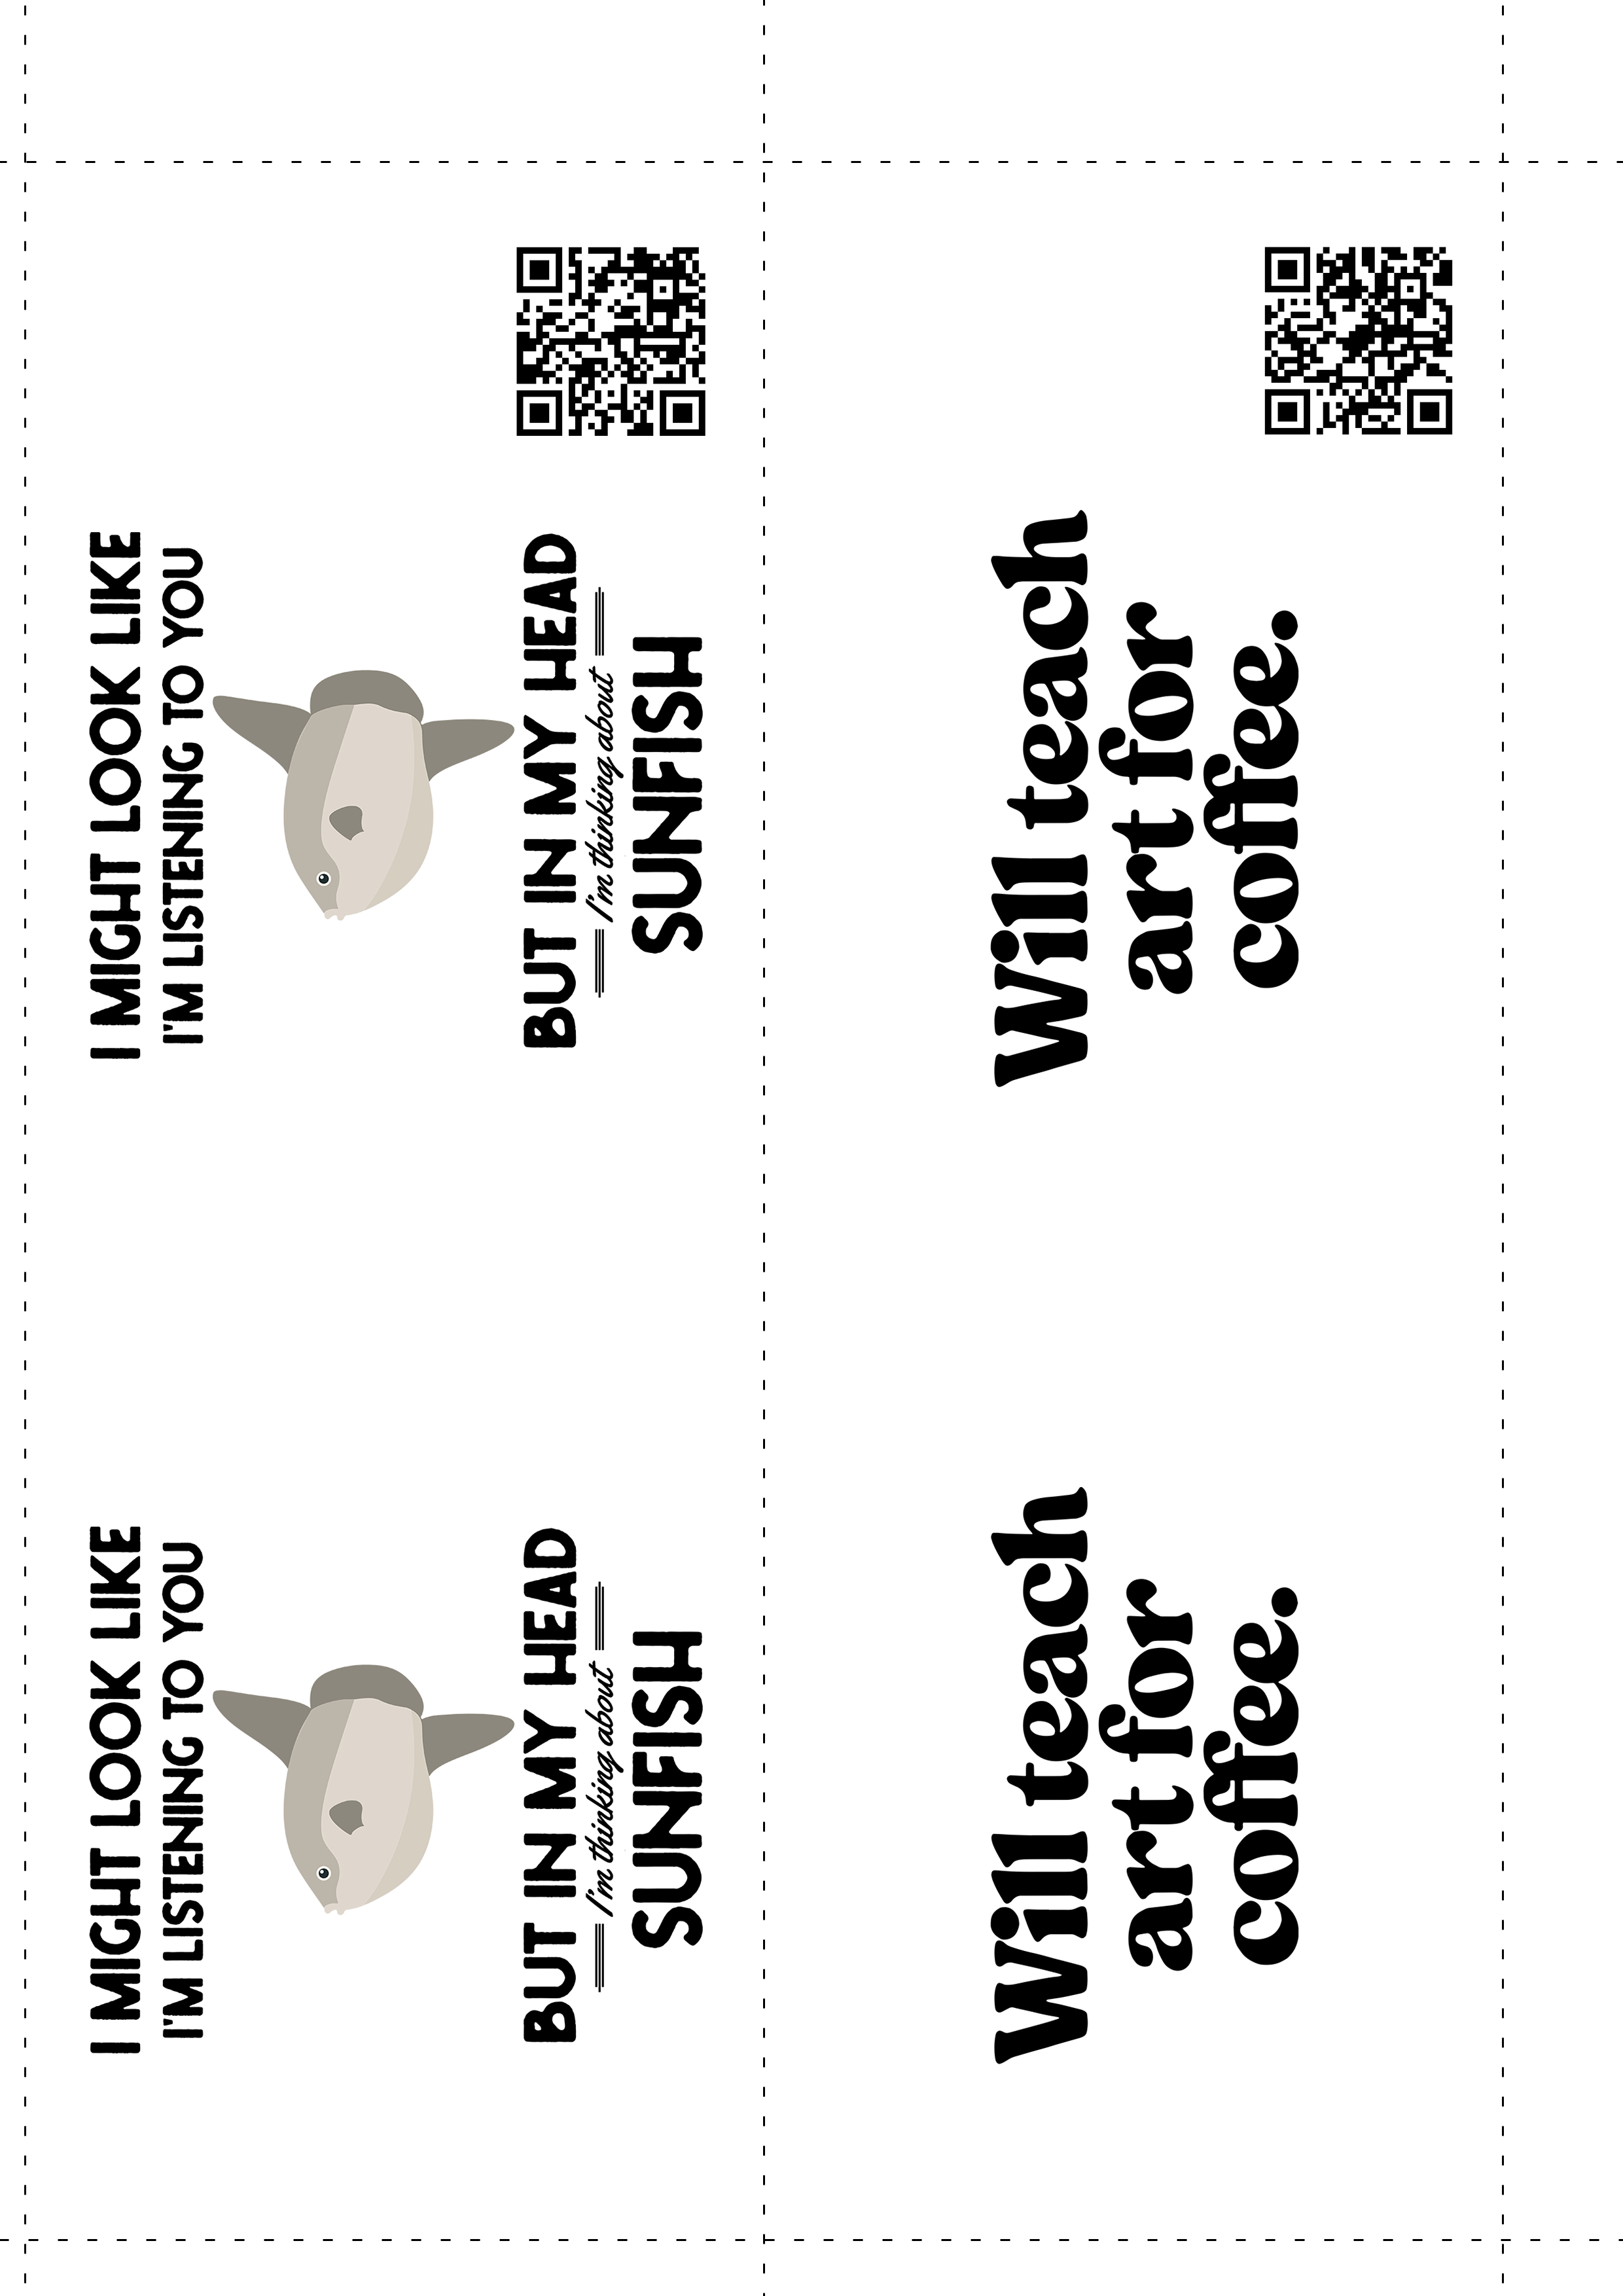 I MIGHT LOOK LIKE
I'M LISTENING TO YOU
BUT IN MY HEAD
I'm thinking about
SUNFISH
I MIGHT LOOK LIKE
I'M LISTENING TO YOU
BUT IN MY HEAD
I'm thinking about
SUNFISH
Will teach
art for
coffee.
Will teach
art for
coffee.